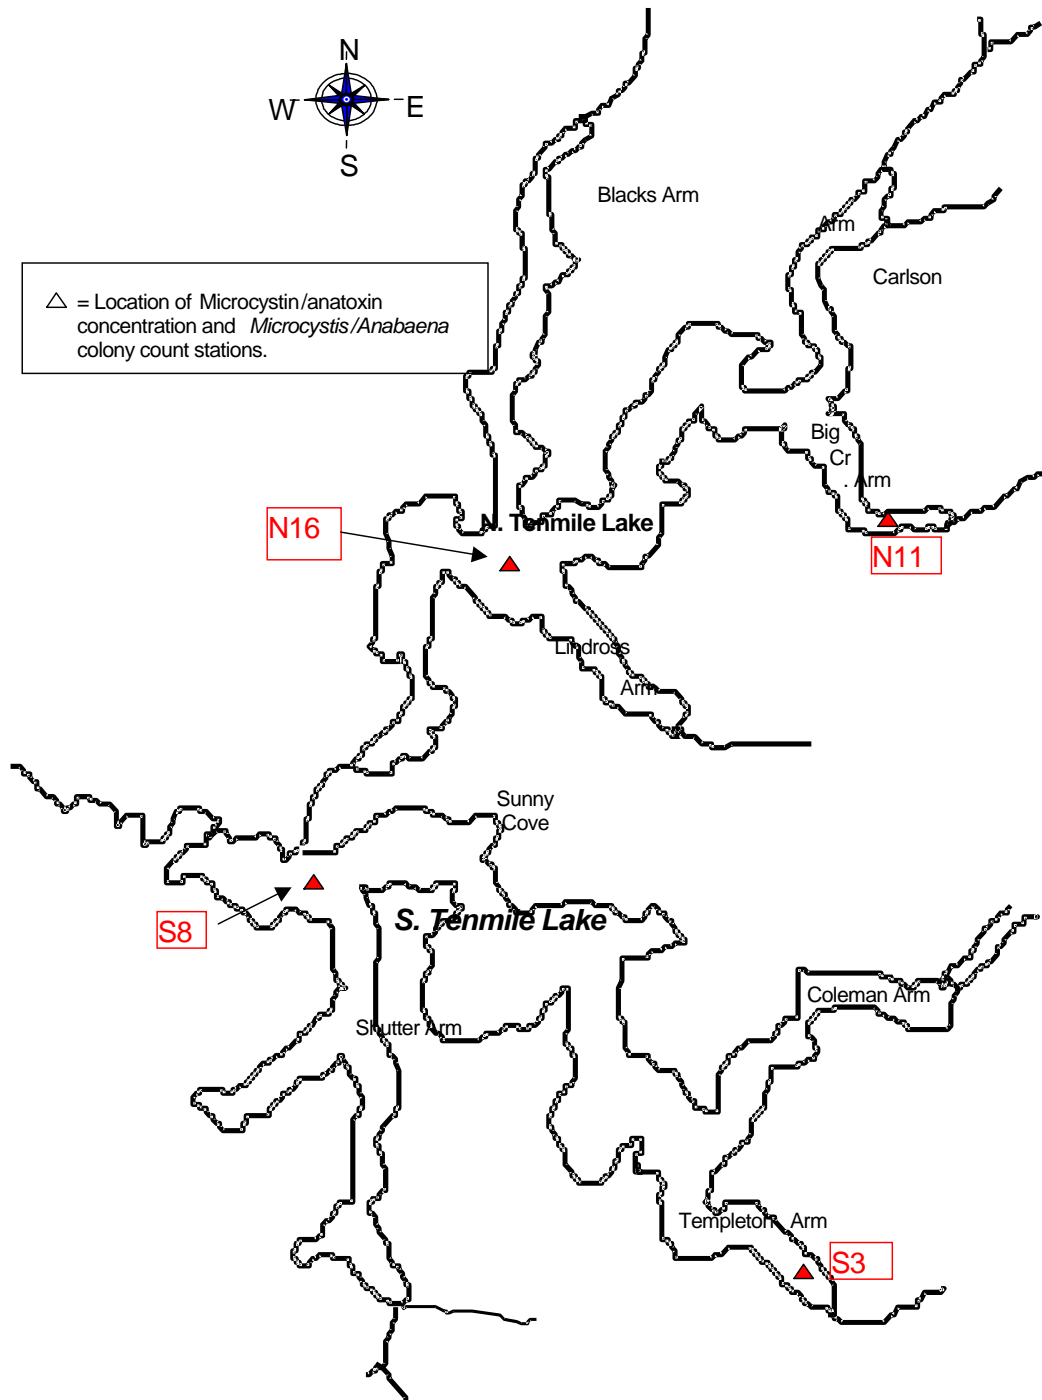 N
W E
S
Blacks Arm
Arm
Carlson
= Location of Microcystin/anatoxin
concentration and Microcystis/Anabaena
colony count stations.
Big
Cr
. Arm
N. Tenmile Lake
N16
N11
Lindross
Arm
Sunny
Cove
S. Tenmile Lake
S8
Coleman Arm
Shutter Arm
Templeton Arm
S3